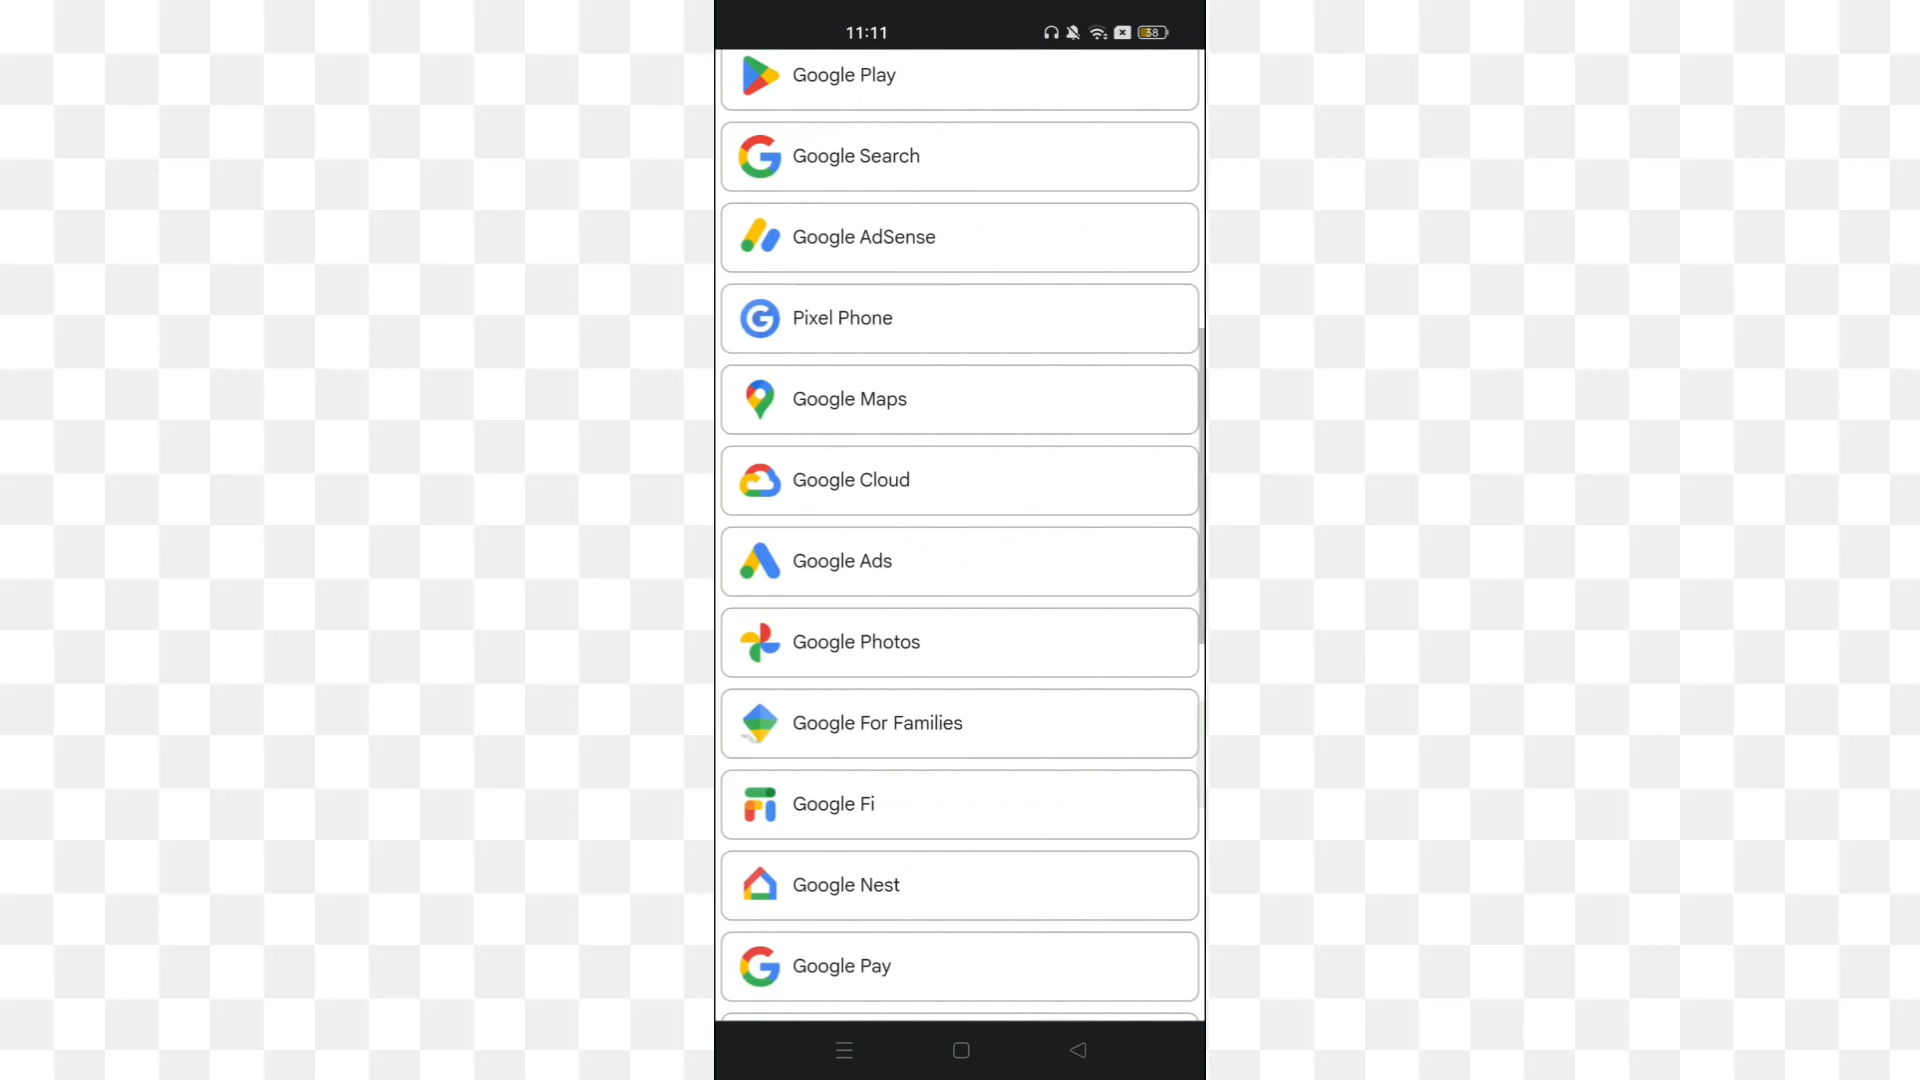 11:11
58
Google Play
Google Search
Google AdSense
Pixel Phone
Google Maps
Google Cloud
Google Ads
Google Photos
Google For Families
Google Fi
Google Nest
Google Pay